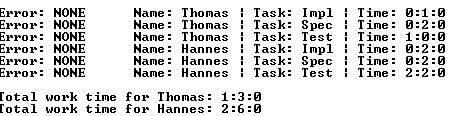 Error: NONE Name: Thomas | Task: Impl | Time: 0:1:0
Error: NONE Name: Thomas | Task: Spec | Time: 0:2:0
Error: NONE Name: Thomas | Task: Test | Time: 1:0:0
Error: NONE Name: Hannes | Task: Impl | Time: 0:2:0
Error: NONE Name: Hannes | Task: Spec | Time: 0:2:0
Error: NONE Name: Hannes | Task: Test | Time: 2:2:0
Total work time for Thomas: 1:3:0
Total work time for Hannes: 2:6:0